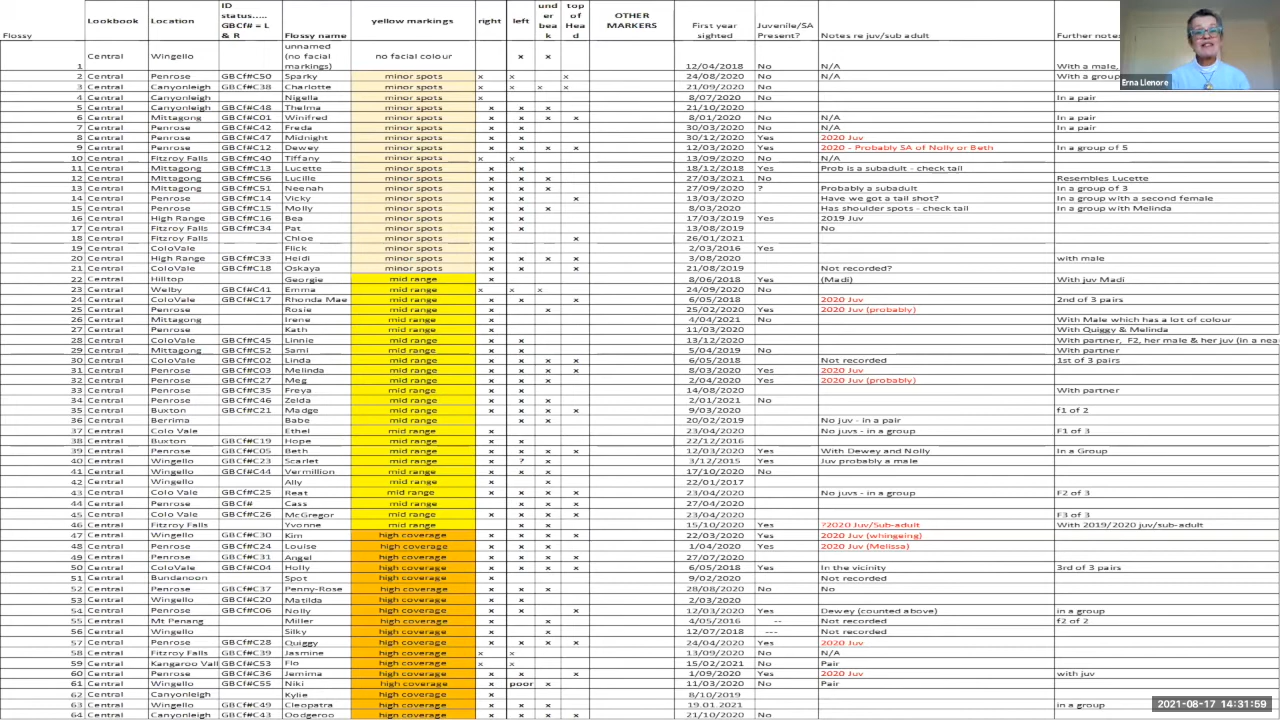 Flossy Lookbook Location ID status..... GBCf# = L & R Flossy name yellow markings right left under beak top of Head OTHER MARKERS First year sighted Juvenile/SA Present? Notes re juv/sub adult Further note
1 Central Wingello unnamed (no facial markings) no facial colour x x 12/04/2018 No N/A With a male,
2 Central Penrose GBCf#C50 Sparky minor spots x x x 24/08/2020 No N/A With a group
3 Central Canyonleigh GBCf#C38 Charlotte minor spots x x x x 21/09/2020 No
4 Central Canyonleigh Nigella minor spots x 8/07/2020 No In a pair
5 Central Canyonleigh GBCf#C48 Thelma minor spots x x x 21/10/2020
6 Central Mittagong GBCf#C01 Winifred minor spots x x x x 8/01/2020 No N/A In a pair
7 Central Penrose GBCf#C42 Freda minor spots x x 30/03/2020 No N/A In a pair
8 Central Penrose GBCf#C47 Midnight minor spots x x x 30/12/2020 Yes 2020 Juv
9 Central Penrose GBCf#C12 Dewey minor spots x x x x 12/03/2020 Yes 2020 - Probably SA of Nolly or Beth In a group of 5
10 Central Fitzroy Falls GBCf#C40 Tiffany minor spots x x 13/09/2020 No N/A
11 Central Mittagong GBCf#C13 Lucette minor spots x x 18/12/2018 Yes Prob is a subadult - check tail
12 Central Mittagong GBCf#C56 Lucille minor spots x x x 27/03/2021 No Resembles Lucette
13 Central Mittagong GBCf#C51 Neenah minor spots x x x 27/09/2020 ? Probably a subadult In a group of 3
14 Central Penrose GBCf#C14 Vicky minor spots x x x 13/03/2020 Have we got a tail shot? In a group with a second female
15 Central Penrose GBCf#C15 Molly minor spots x x x 8/03/2020 Has shoulder spots - check tail In a group with Melinda
16 Central High Range GBCf#C16 Bea minor spots x x 17/03/2019 Yes 2019 Juv
17 Central Fitzroy Falls GBCf#C34 Pat minor spots x x 13/08/2019 No
18 Central Fitzroy Falls Chloe minor spots x 26/01/2021
19 Central ColoVale Flick minor spots x 2/03/2016 Yes
20 Central High Range GBCf#C33 Heidi minor spots x x x x 3/08/2020 with male
21 Central ColoVale GBCf#C18 Oskaya minor spots x x x 21/08/2019 Not recorded?
22 Central Hilltop Georgie mid range x 8/06/2018 Yes (Madi) With juv Madi
23 Central Welby GBCf#C41 Emma mid range x x x 24/09/2020 No
24 Central ColoVale GBCf#C17 Rhonda Mae mid range x x x 6/05/2018 2020 Juv 2nd of 3 pairs
25 Central Penrose Rosie mid range x x 25/02/2020 Yes 2020 Juv (probably)
26 Central Mittagong Irene mid range x 4/04/2021 No With Male which has a lot of colour
27 Central Penrose Kath mid range x 11/03/2020 With Quiggy & Melinda
28 Central ColoVale GBCf#C45 Linnie mid range x x 13/12/2020 With partner, F2, her male & her juv (in a nea
29 Central Mittagong GBCf#C52 Sami mid range x x 5/04/2019 No With partner
30 Central ColoVale GBCf#C02 Linda mid range x x x x 6/05/2018 Not recorded 1st of 3 pairs
31 Central Penrose GBCf#C03 Melinda mid range x x x x 8/03/2020 Yes 2020 Juv
32 Central Penrose GBCf#C27 Meg mid range x x x 2/04/2020 Yes 2020 Juv (probably)
33 Central Penrose GBCf#C35 Freya mid range x x 14/08/2020 With partner
34 Central Penrose GBCf#C46 Zelda mid range x x x 2/01/2021 No
35 Central Buxton GBCf#C21 Madge mid range x x x x 9/03/2020 f1 of 2
36 Central Berrima Babe mid range x x 20/02/2019 No juv - in a pair
37 Central Colo Vale Ethel mid range x 23/04/2020 No juvs - in a group F1 of 3
38 Central Buxton GBCf#C19 Hope mid range x x 22/12/2016
39 Central Penrose GBCf#C05 Beth mid range x x x x 12/03/2020 Yes With Dewey and Nolly In a Group
40 Central Wingello GBCf#C23 Scarlet mid range x ? x 3/12/2015 Yes Juv probably a male
41 Central Wingello GBCf#C44 Vermillion mid range x x x 17/10/2020 No
42 Central Wingello Ally mid range x x 22/01/2017
43 Central Colo Vale GBCf#C25 Reat mid range x x x x 23/04/2020 No juvs - in a group F2 of 3
44 Central Penrose GBCf# Cass mid range x x x 27/04/2020
45 Central Colo Vale GBCf#C26 McGregor mid range x x x x 23/04/2020 F3 of 3
46 Central Fitzroy Falls Yvonne mid range x x 15/10/2020 Yes ?2020 Juv/Sub-adult With 2019/2020 juv/sub-adult
47 Central Wingello GBCf#C30 Kim high coverage x x x 22/03/2020 Yes 2020 Juv (whingeing)
48 Central Penrose GBCf#C24 Louise high coverage x x x x 1/04/2020 Yes 2020 Juv (Melissa)
49 Central Penrose GBCf#C31 Angel high coverage x x x x 27/07/2020
50 Central ColoVale GBCf#C04 Holly high coverage x x x x 6/05/2018 Yes In the vicinity 3rd of 3 pairs
51 Central Bundanoon Spot high coverage x x 9/02/2020 Not recorded
52 Central Penrose GBCf#C37 Penny-Rose high coverage x x x 28/08/2020 No No
53 Central Wingello GBCf#C20 Matilda high coverage x x 2/03/2020
54 Central Penrose GBCf#C06 Nolly high coverage x x x 12/03/2020 Yes Dewey (counted above) in a group
55 Central Mt Penang Miller high coverage x x 4/05/2016 -- Not recorded f2 of 2
56 Central Wingello Silky high coverage x x 12/07/2018 --- Not recorded
57 Central Penrose GBCf#C28 Quiggy high coverage x x x x 24/04/2020 Yes 2020 Juv
58 Central Fitzroy Falls GBCf#C39 Jasmine high coverage x x 13/09/2020 No N/A
59 Central Kangaroo Vall GBCf#C53 Flo high coverage x x 15/02/2021 No Pair
60 Central Penrose GBCf#C36 Jemima high coverage x x x 1/09/2020 Yes 2020 Juv with juv
61 Central Wingello GBCf#C55 Niki high coverage x poor x 11/03/2020 No Pair
62 Central Canyonleigh Kylie high coverage x 8/10/2019
63 Central Wingello GBCf#C49 Cleopatra high coverage x x x 19.01.2021 in a group
64 Central Canyonleigh GBCf#C43 Oodgeroo high coverage x x x x 21/10/2020 No
Erna Llenore
2021-08-17 14:31:59